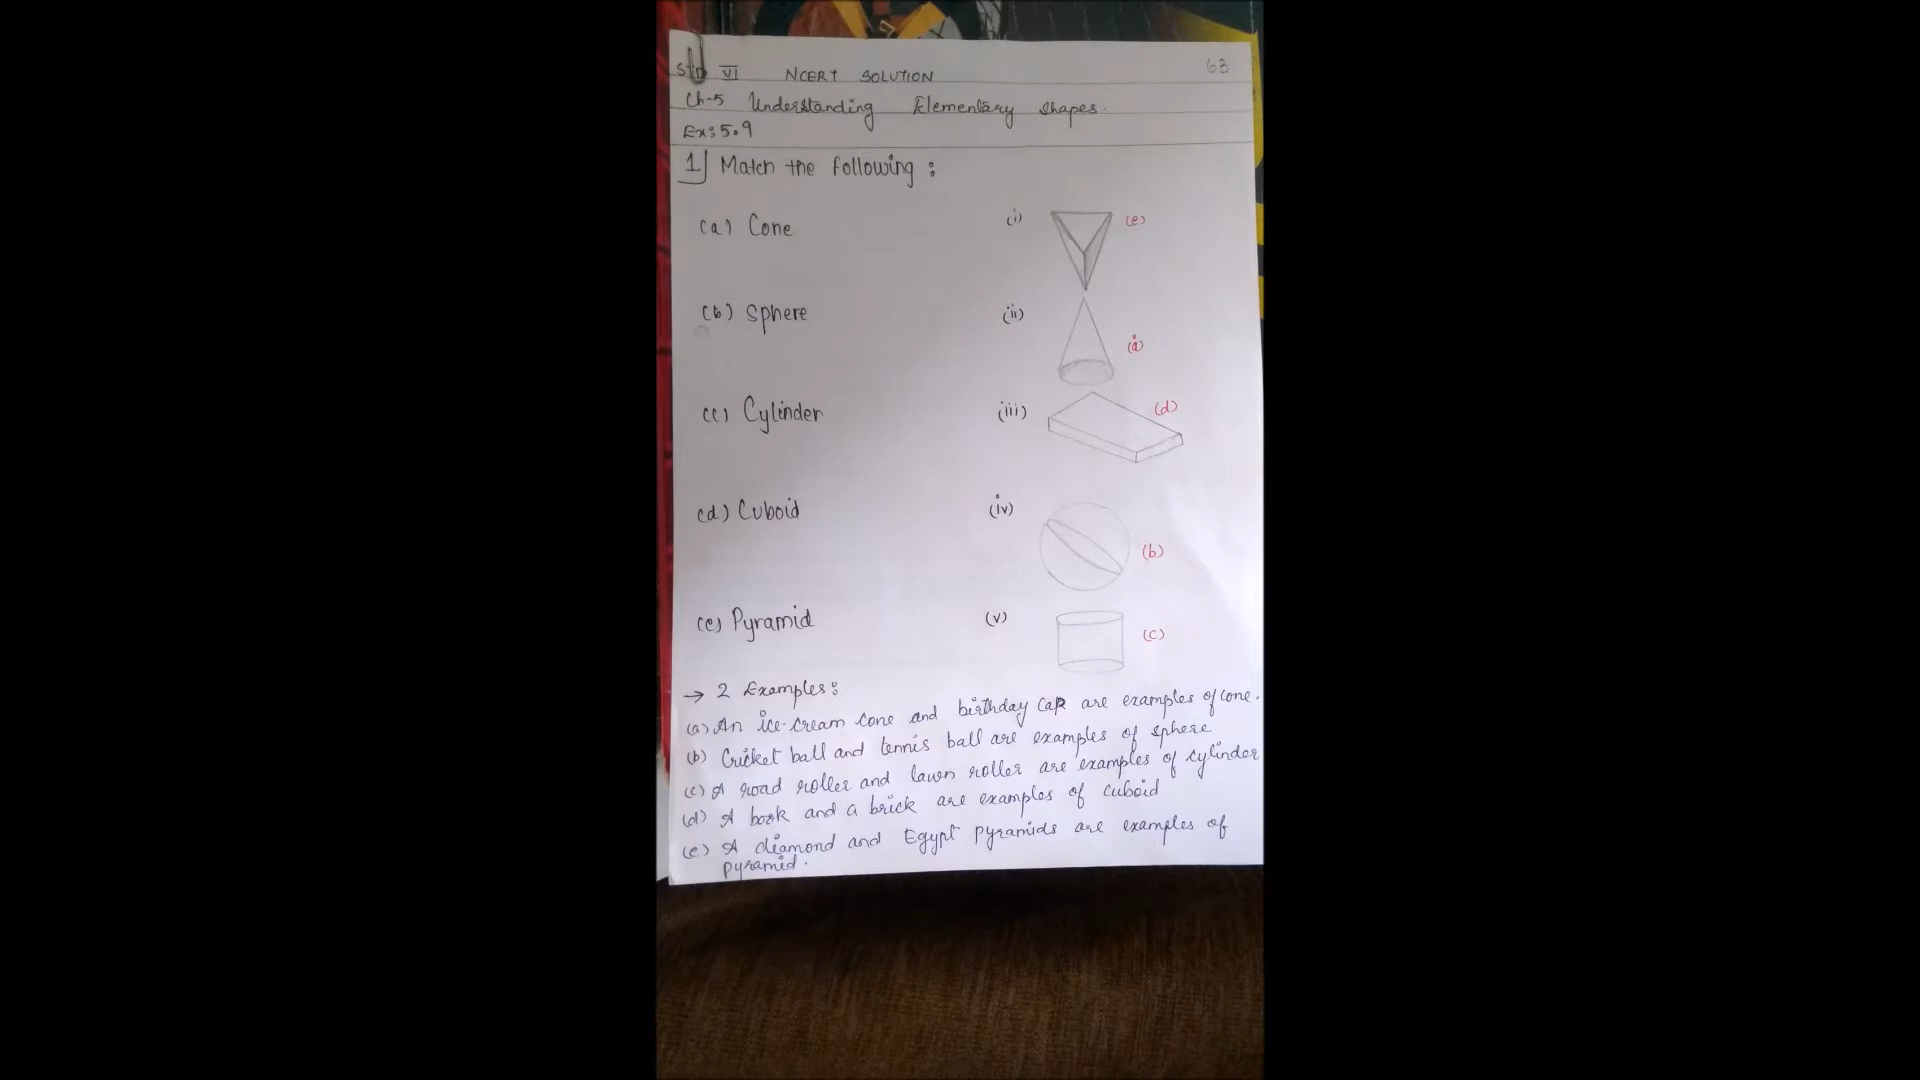 Std VI NCERT SOLUTION 63
Ch-5 Understanding Elementary shapes.
Ex: 5.9
1] Match the following :
(a) Cone (i) (e)
(b) Sphere (ii) (a)
(c) Cylinder (iii) (d)
(d) Cuboid (iv) (b)
(e) Pyramid (v) (c)
→ 2 Examples:
(a) An ice-cream cone and birthday cap are examples of cone.
(b) Cricket ball and tennis ball are examples of sphere
(c) A road roller and lawn roller are examples of cylinder
(d) A book and a brick are examples of cuboid
(e) A diamond and Egypt pyramids are examples of
pyramid.